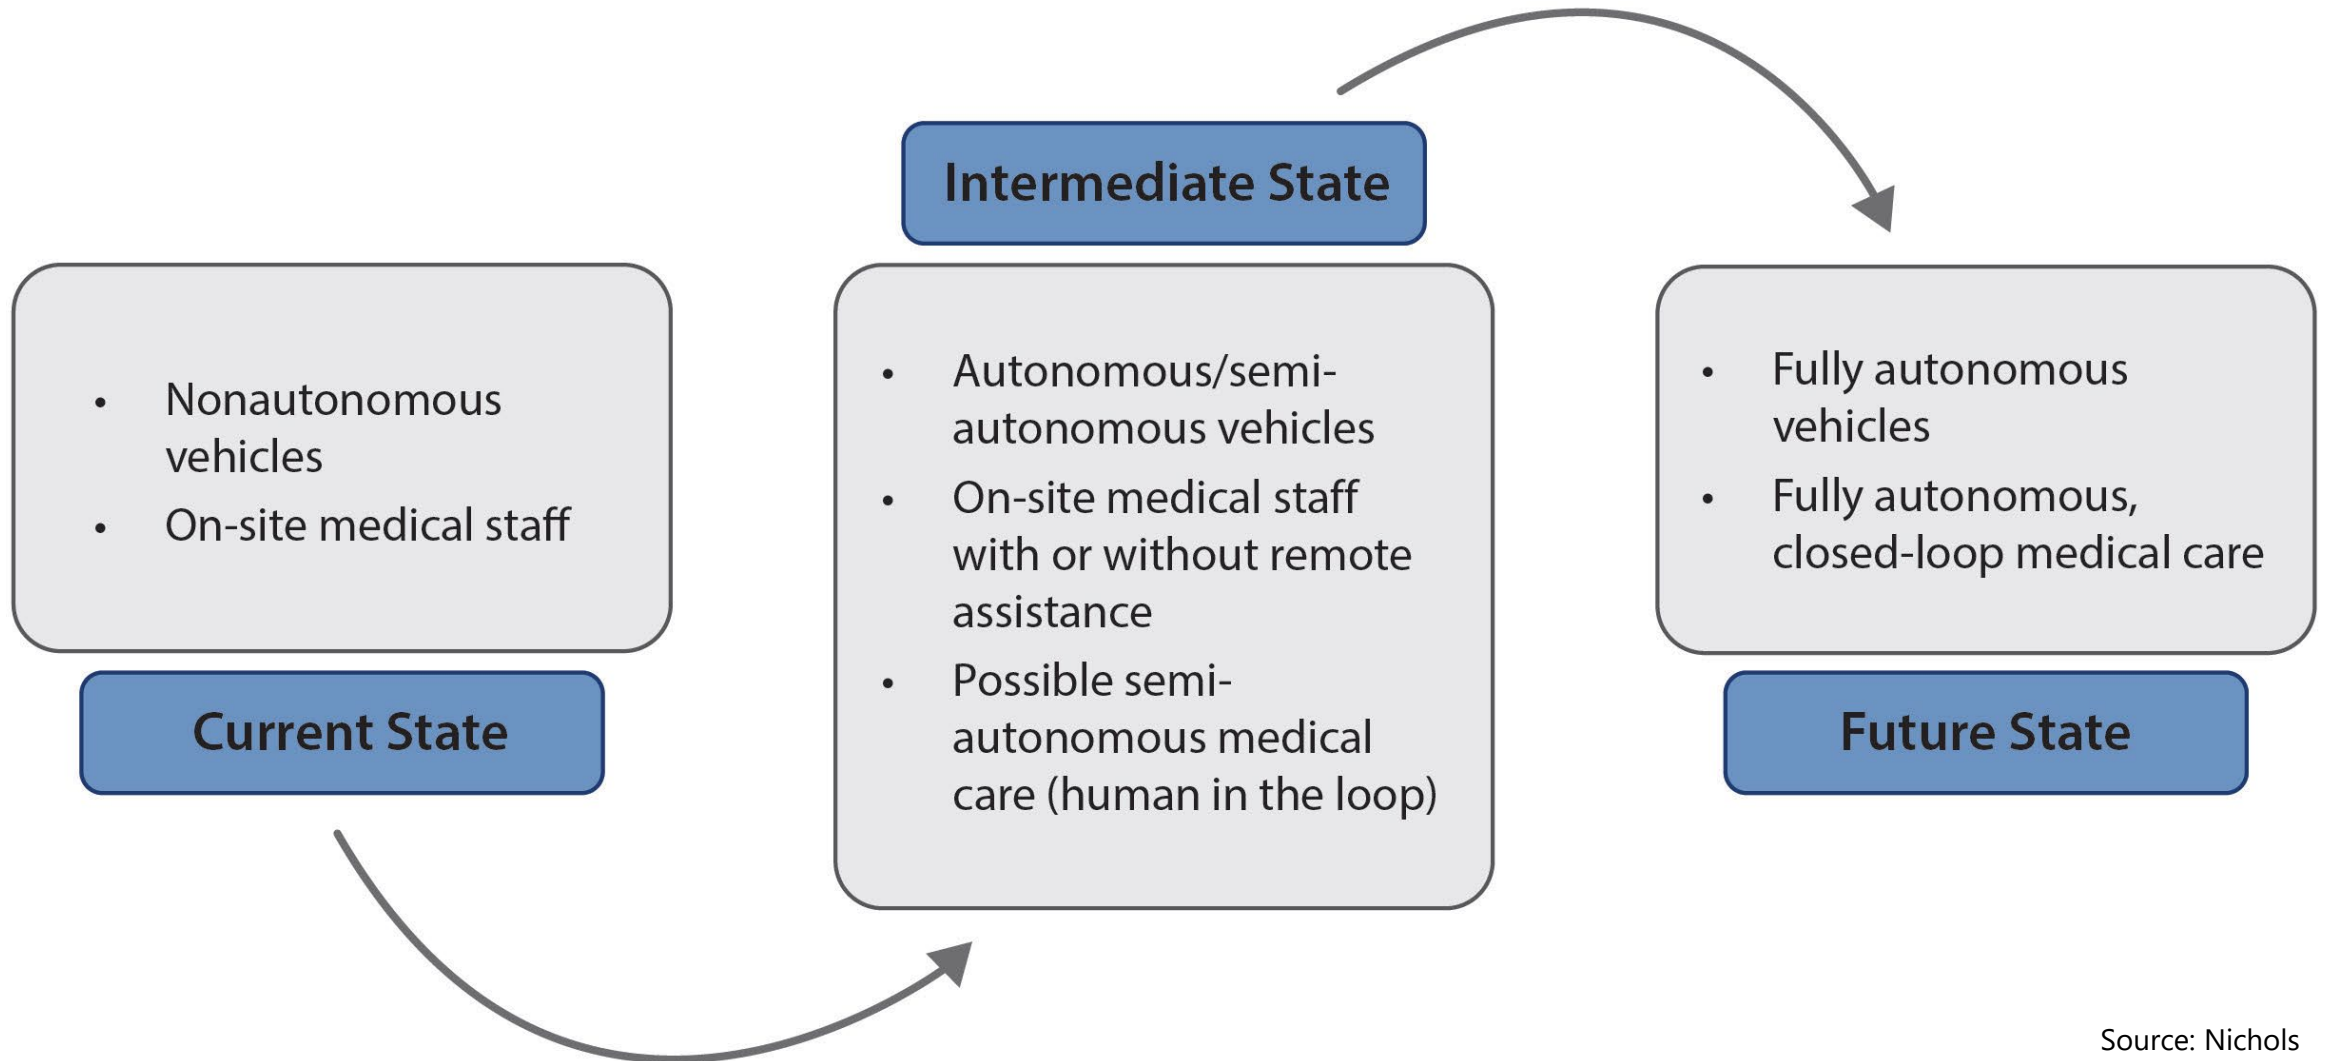 Intermediate State
• Nonautonomous
vehicles
• On-site medical staff
Current State
• Autonomous/semi-
autonomous vehicles
• On-site medical staff
with or without remote
assistance
• Possible semi-
autonomous medical
care (human in the loop)
• Fully autonomous
vehicles
• Fully autonomous,
closed-loop medical care
Future State
Source: Nichols